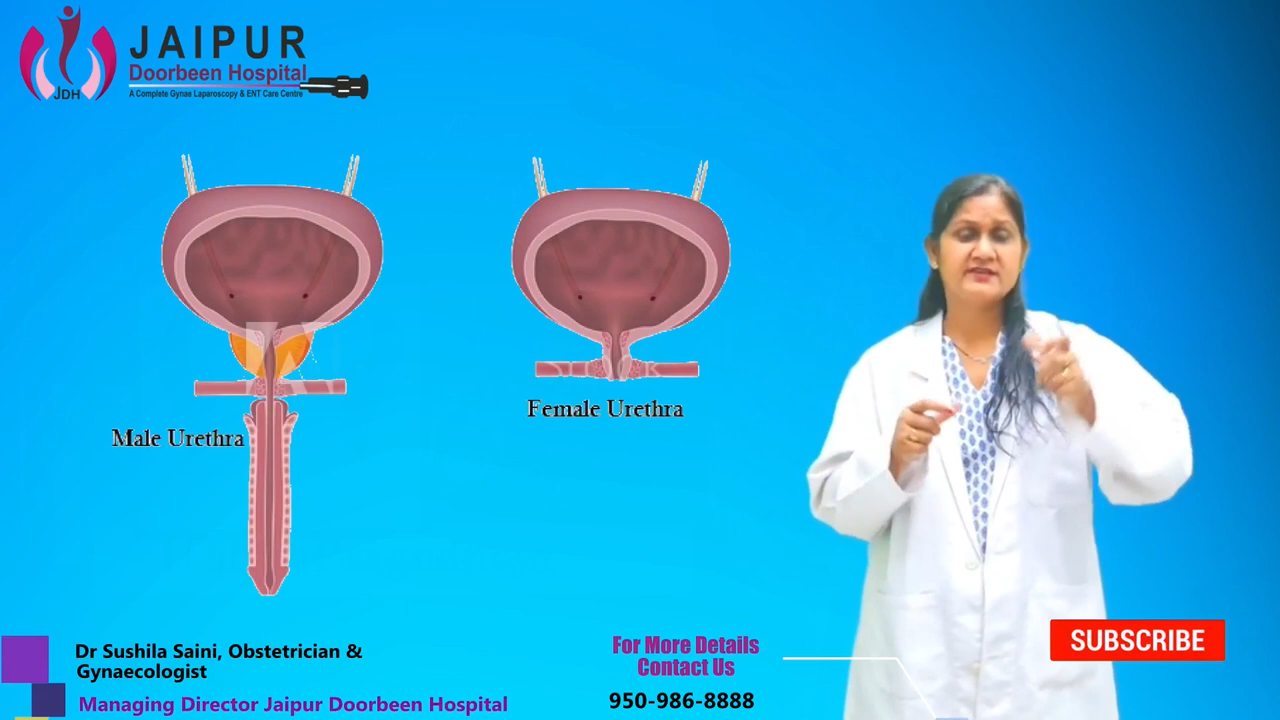 JAIPUR
Doorbeen Hospital
A Complete Gynae Laparoscopy & ENT Care Centre
JDH
Male Urethra
Female Urethra
Dr Sushila Saini, Obstetrician &
Gynaecologist
Managing Director Jaipur Doorbeen Hospital
For More Details
Contact Us
950-986-8888
SUBSCRIBE